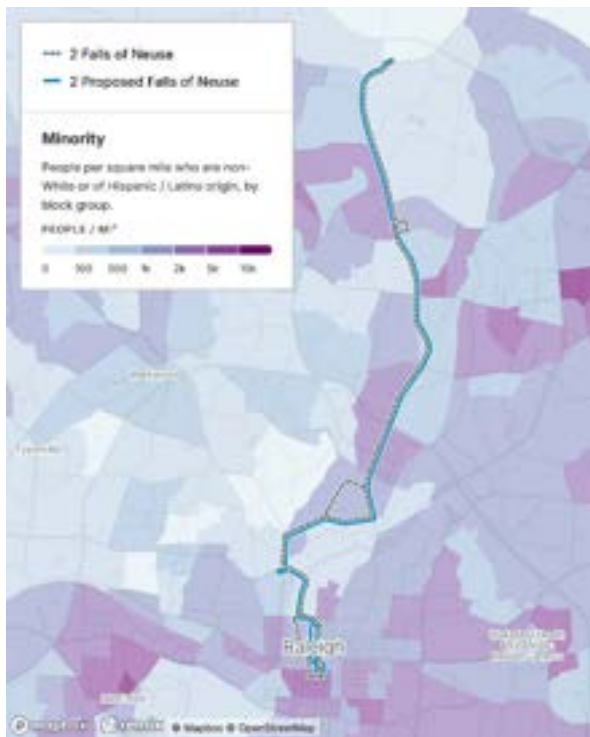 2 Falls of Neuse
2 Proposed Falls of Neuse
Minority
People per square mile who are non-
White or of Hispanic / Latino origin, by
block group.
PEOPLE / MI²
0 100 500 1k 2k 5k 10k
Raleigh
© Mapbox © OpenStreetMap